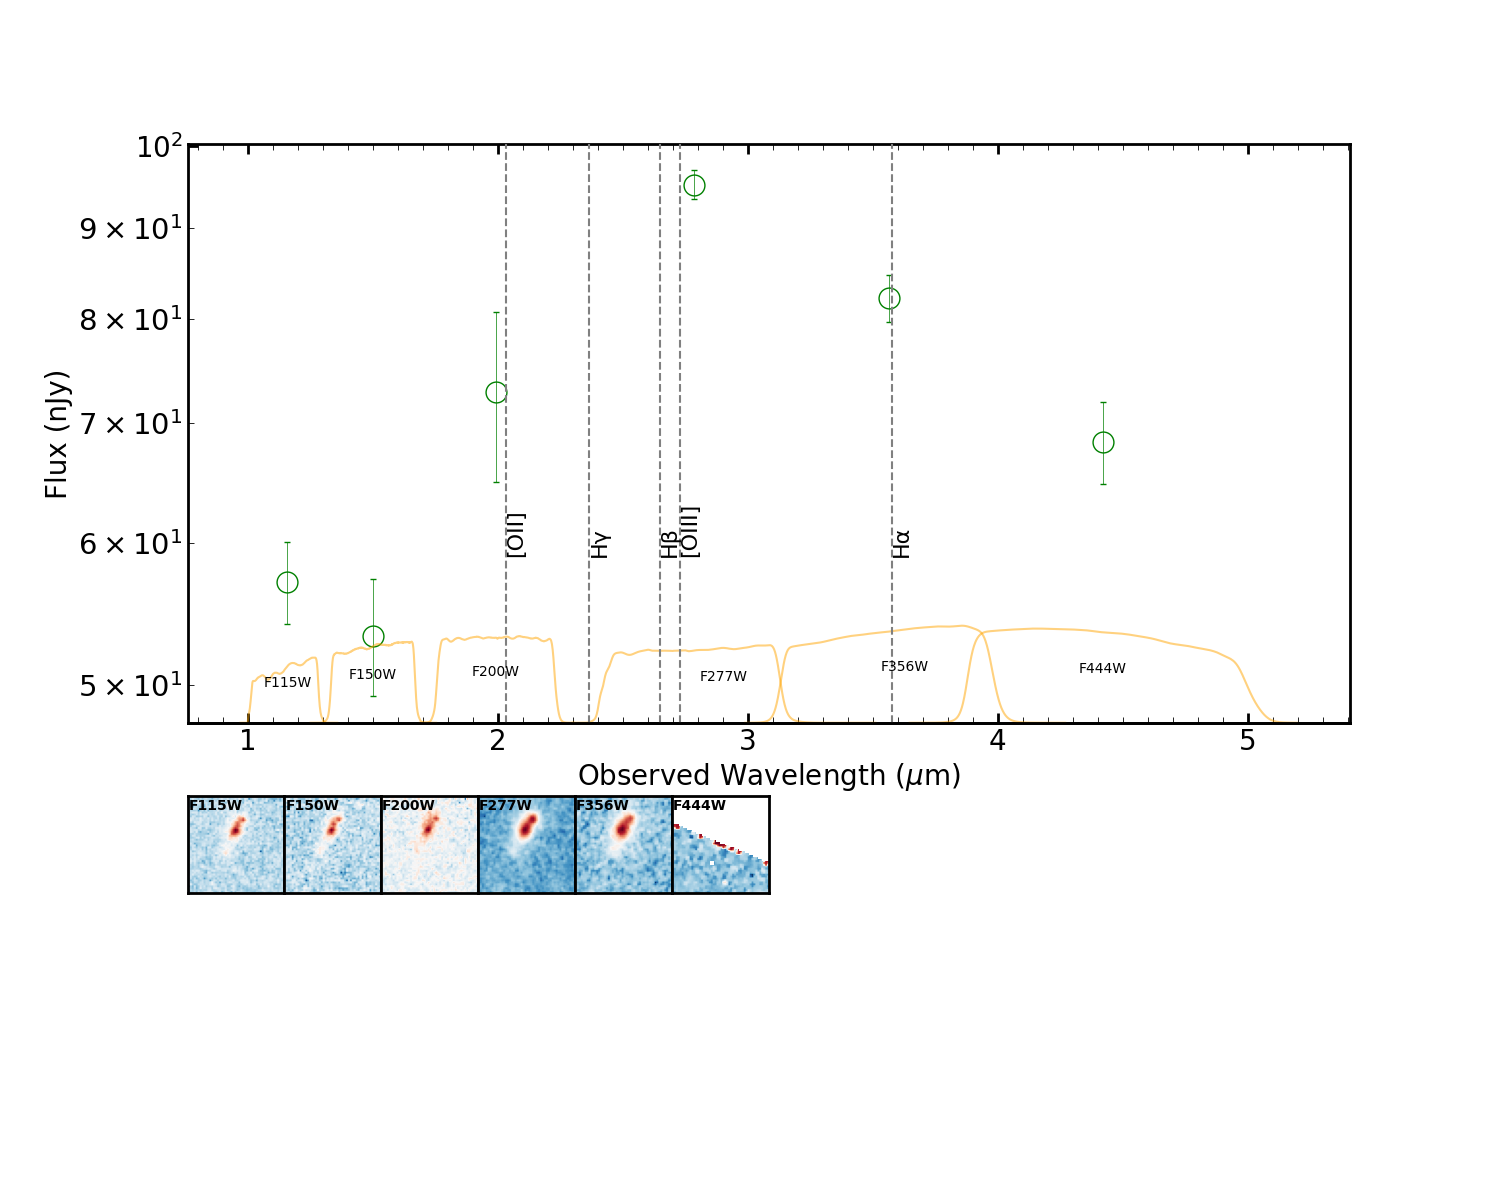 10²
9 × 10¹
8 × 10¹
7 × 10¹
6 × 10¹
5 × 10¹
Flux (nJy)
[OII]
Hγ
Hβ
[OIII]
Hα
F115W
F150W
F200W
F277W
F356W
F444W
1 2 3 4 5
Observed Wavelength (μm)
F115W F150W F200W F277W F356W F444W